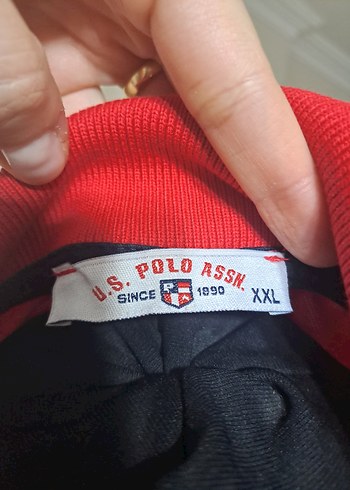 U.S. POLO ASSN.
SINCE 1890 XXL